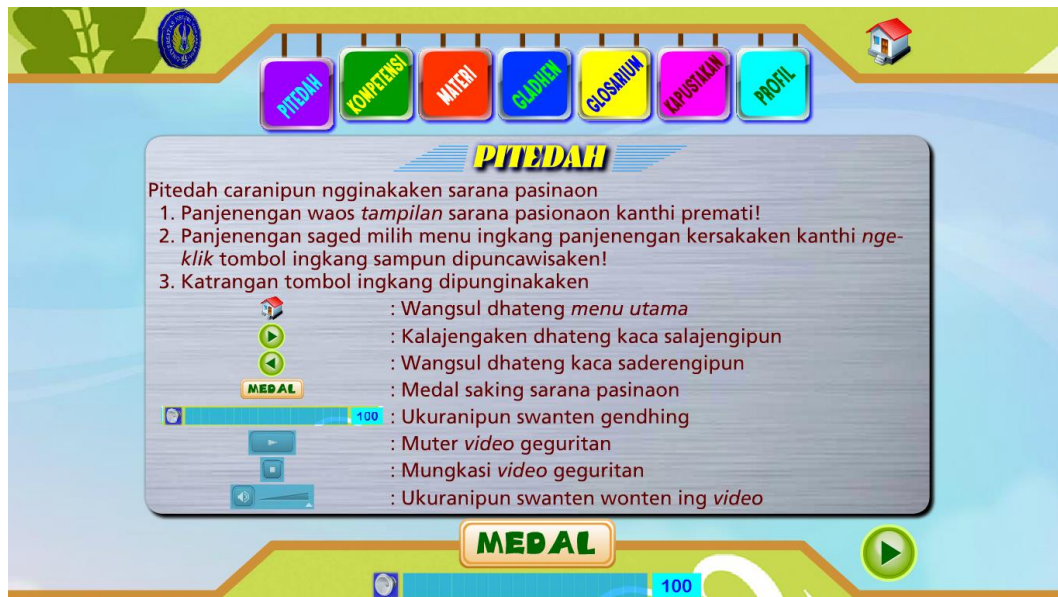 PITEDAH
KOMPETENSI
MATERI
GLADHEN
GLOSARIUM
KAPUSTAKAN
PROFIL
PITEDAH
Pitedah caranipun ngginakaken sarana pasinaon
1. Panjenengan waos tampilan sarana pasionaon kanthi premati!
2. Panjenengan saged milih menu ingkang panjenengan kersakaken kanthi nge-
klik tombol ingkang sampun dipuncawisaken!
3. Katrangan tombol ingkang dipunginakaken
: Wangsul dhateng menu utama
: Kalajengaken dhateng kaca salajengipun
: Wangsul dhateng kaca saderengipun
MEDAL : Medal saking sarana pasinaon
100 : Ukuranipun swanten gendhing
: Muter video geguritan
: Mungkasi video geguritan
: Ukuranipun swanten wonten ing video
MEDAL
100